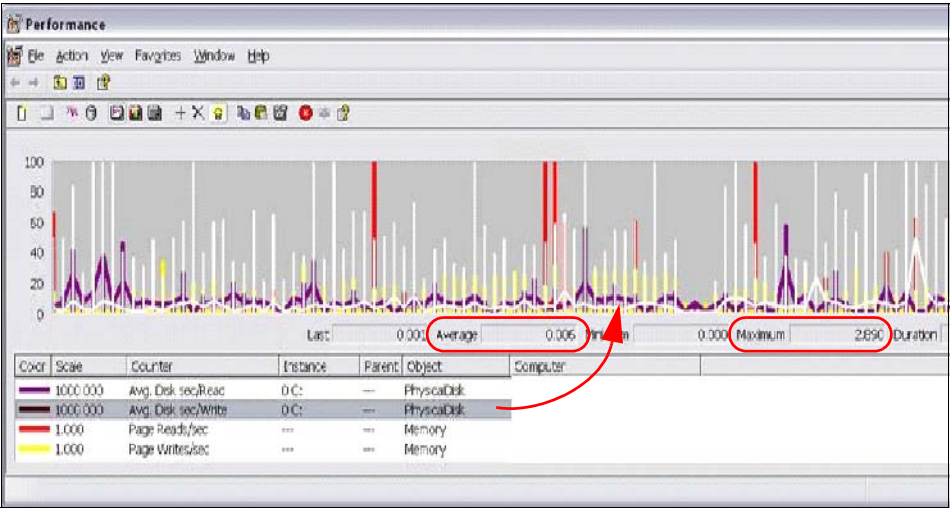 Performance
File Action View Favorites Window Help
100
80
60
40
20
0
Last 0.001 Average 0.006 Minimum 0.000 Maximum 2.890 Duration
Color Scale Counter Instance Parent Object Computer
1000.000 Avg. Disk sec/Read 0 C: --- PhysicalDisk
1000.000 Avg. Disk sec/Write 0 C: --- PhysicalDisk
1.000 Page Reads/sec --- --- Memory
1.000 Page Writes/sec --- --- Memory